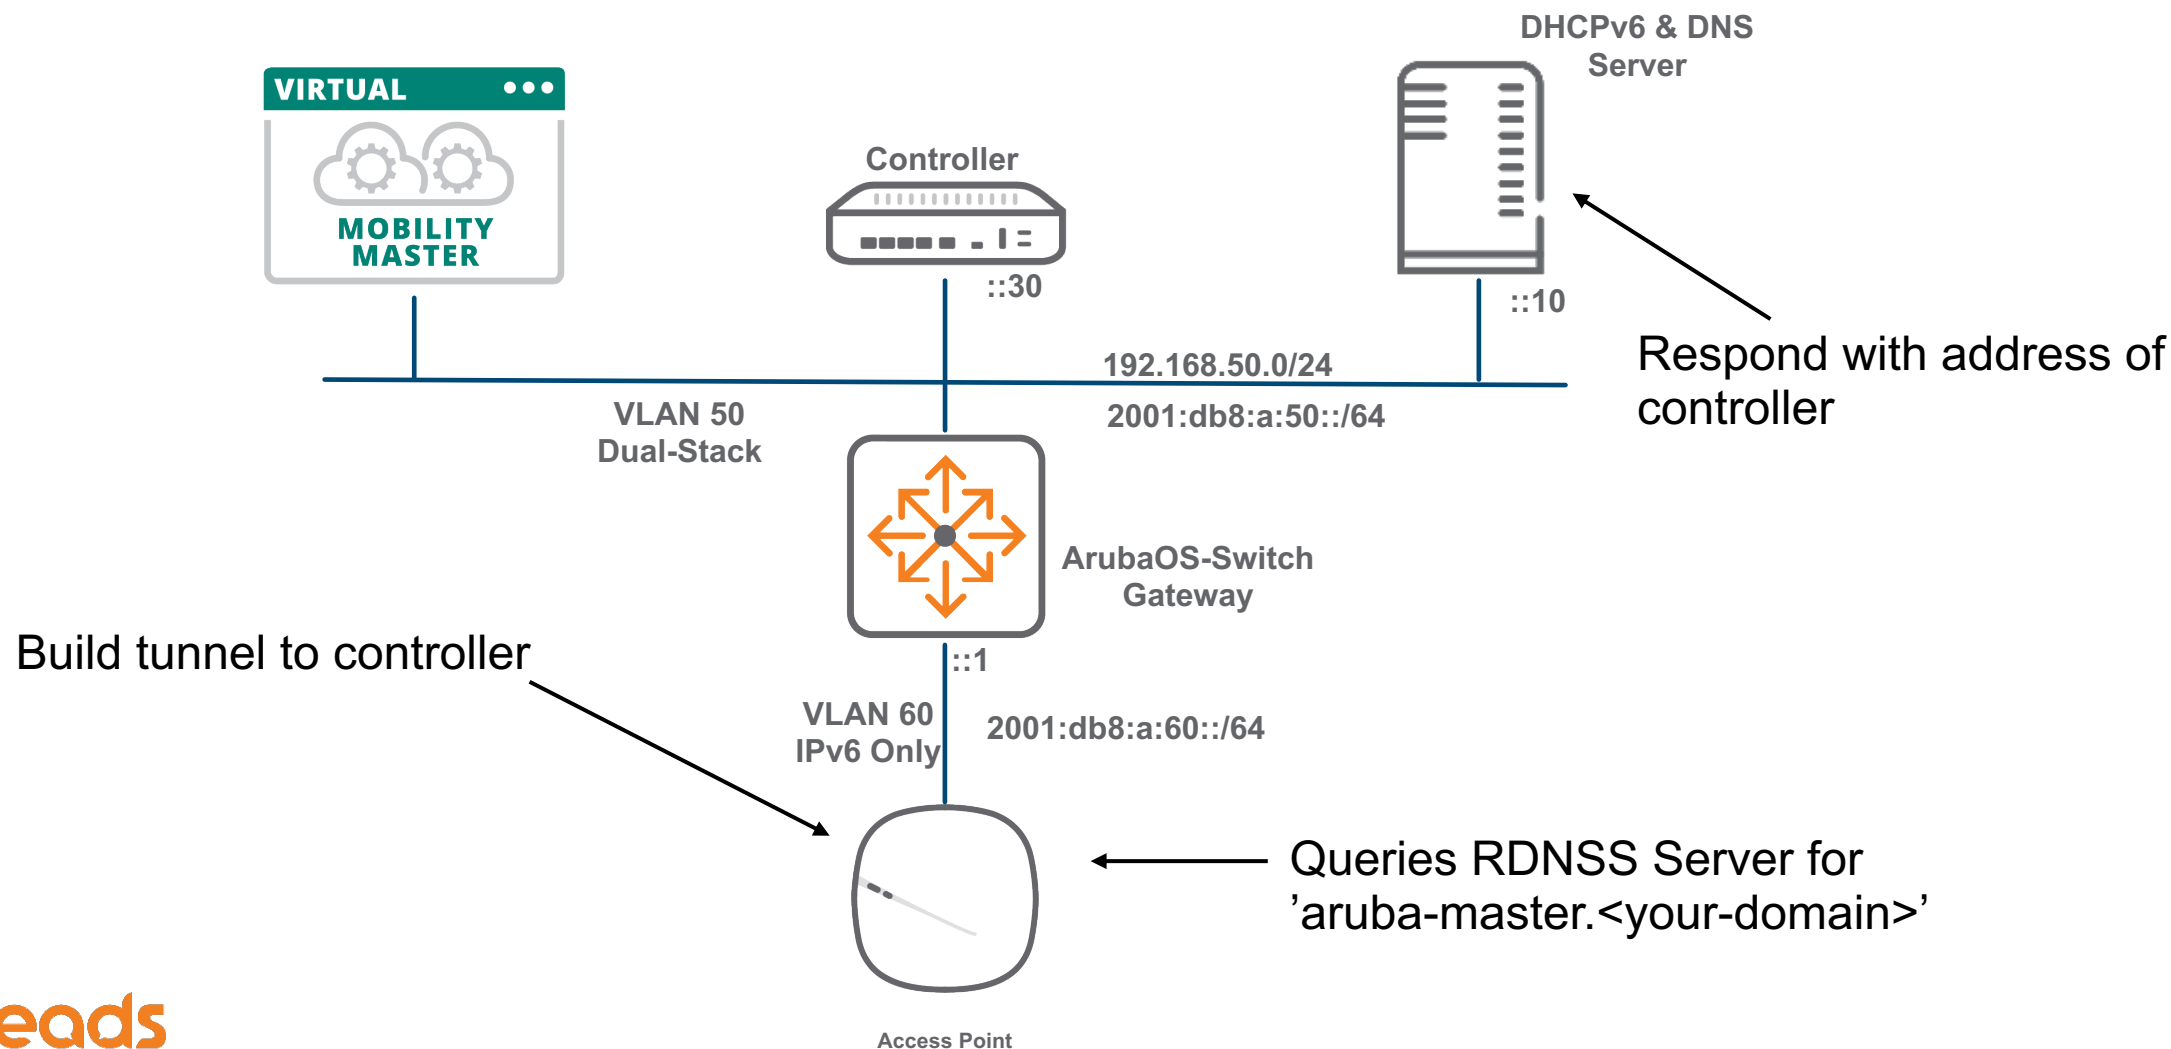 DHCPv6 & DNS
Server
VIRTUAL
MOBILITY
MASTER
Controller
::30
::10
Respond with address of
controller
192.168.50.0/24
2001:db8:a:50::/64
VLAN 50
Dual-Stack
ArubaOS-Switch
Gateway
::1
Build tunnel to controller
VLAN 60
IPv6 Only
2001:db8:a:60::/64
Queries RDNSS Server for
’aruba-master.<your-domain>’
Access Point
eads